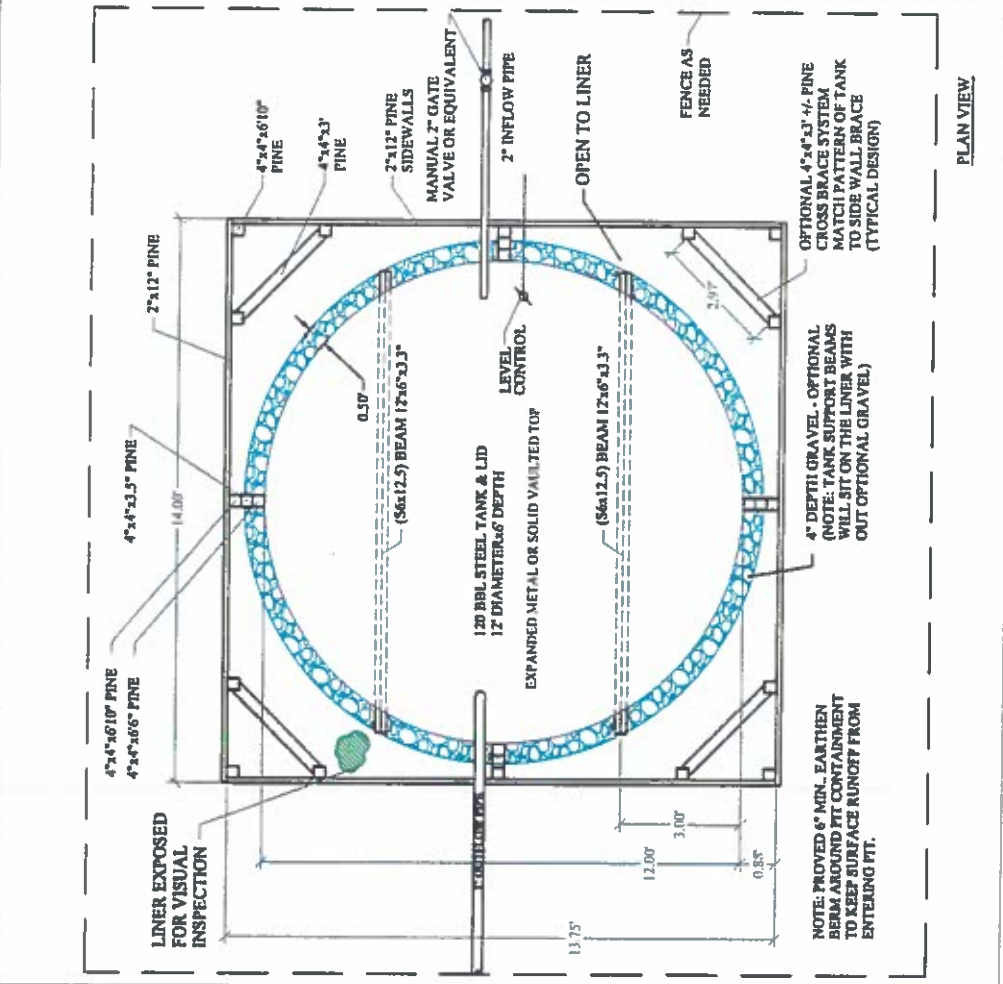 LINER EXPOSED
FOR VISUAL
INSPECTION
4"x4"x6'10" PINE
4"x4"x6'6" PINE
4"x4"x3.5" PINE
2"x12" PINE
4"x4"x6'10"
PINE
4"x4"x3'
PINE
2"x12" PINE
SIDEWALLS
MANUAL 2" GATE
VALVE OR EQUIVALENT
2" INFLOW PIPE
OPEN TO LINER
FENCE AS
NEEDED
14.00'
0.50'
(S6x12.5) BEAM 12'x6"x3.3"
120 BBL STEEL TANK & LID
12' DIAMETERx6' DEPTH
EXPANDED METAL OR SOLID VAULTED TOP
LEVEL
CONTROL
(S6x12.5) BEAM 12'x6"x3.3"
2.97'
13.75'
12.00'
3.00'
0.88'
NOTE: PROVED 6" MIN. EARTHEN
BERM AROUND PIT CONTAINMENT
TO KEEP SURFACE RUNOFF FROM
ENTERING PIT.
4" DEPTH GRAVEL - OPTIONAL
(NOTE: TANK SUPPORT BEAMS
WILL SIT ON THE LINER WITH
OUT OPTIONAL GRAVEL)
OPTIONAL 4"x4"x3' +/- PINE
CROSS BRACE SYSTEM
MATCH PATTERN OF TANK
TO SIDE WALL BRACE
(TYPICAL DESIGN)
PLAN VIEW